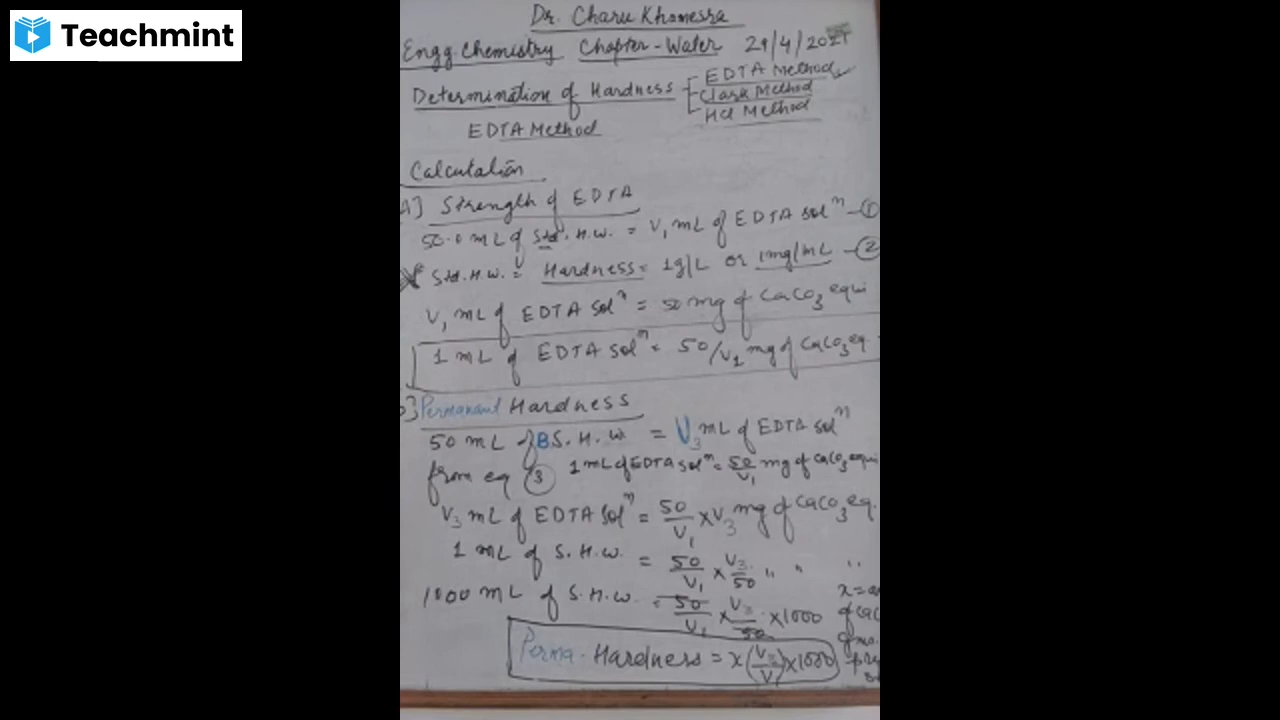 Teachmint
Dr. Charu Khamesra
Engg. Chemistry Chapter-Water 29/4/2021
Determination of Hardness EDTA Method
Clark Method
HCl Method
EDTA Method
Calculation
A] Strength of EDTA
50.0 mL of Std. H.W. = V₁ mL of EDTA solⁿ -①
Std. H.W. = Hardness = 1g/L or 1mg/mL -②
V₁ mL of EDTA solⁿ = 50 mg of CaCO₃ equi
1 mL of EDTA solⁿ = 50/V₁ mg of CaCO₃ eq
Permanant Hardness
50 mL of B S. H. W = V₃ mL of EDTA solⁿ
from eq ③ 1 mL of EDTA solⁿ = 50/V₁ mg of CaCO₃ equi
V₃ mL of EDTA solⁿ = 50/V₁ × V₃ mg of CaCO₃ eq.
1 mL of S. H. W. = 50/V₁ × V₃/50 " " "
1000 mL of S. H. W. = 50/V₁ × V₃/50 × 1000
Perma. Hardness = x (V₃/V₁) × 1000